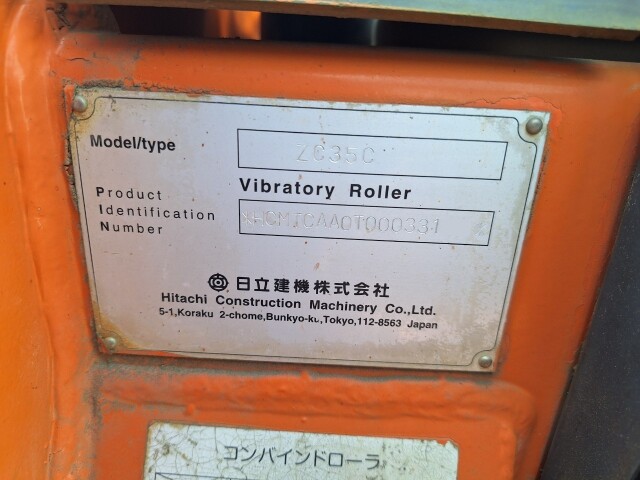 Model/type ZC35C
Vibratory Roller
Product
Identification
Number
日立建機株式会社
Hitachi Construction Machinery Co.,Ltd.
5-1,Koraku 2-chome,Bunkyo-ku,Tokyo,112-8563 Japan
コンバインドローラ